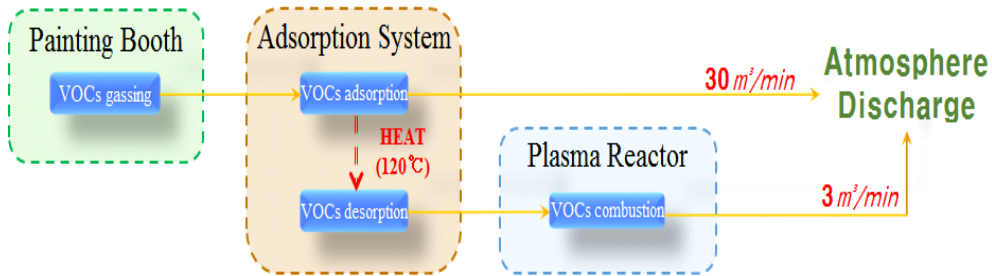 Painting Booth
VOCs gassing
Adsorption System
VOCs adsorption
HEAT
(120℃)
VOCs desorption
Plasma Reactor
VOCs combustion
30 m³/min
3 m³/min
Atmosphere
Discharge